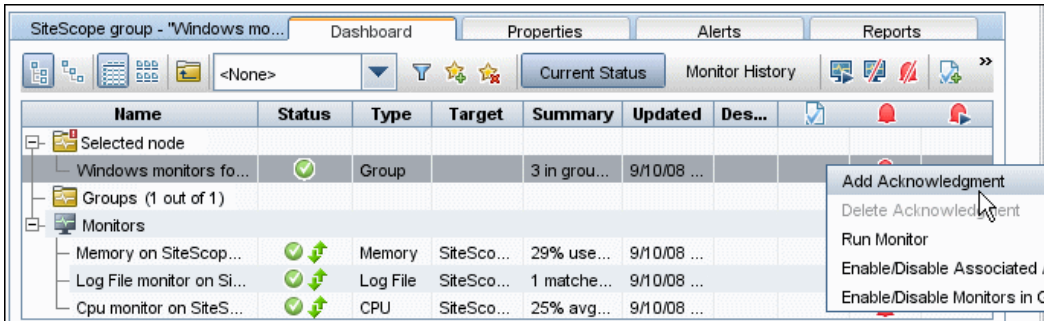 SiteScope group - "Windows mo...
Dashboard
Properties
Alerts
Reports
<None>
Current Status
Monitor History
»
Name Status Type Target Summary Updated Des...
Selected node
Windows monitors fo... Group 3 in grou... 9/10/08 ...
Groups (1 out of 1)
Monitors
Memory on SiteScop... Memory SiteSco... 29% use... 9/10/08 ...
Log File monitor on Si... Log File SiteSco... 1 matche... 9/10/08 ...
Cpu monitor on SiteS... CPU SiteSco... 25% avg... 9/10/08 ...
Add Acknowledgment
Delete Acknowledgment
Run Monitor
Enable/Disable Associated
Enable/Disable Monitors in